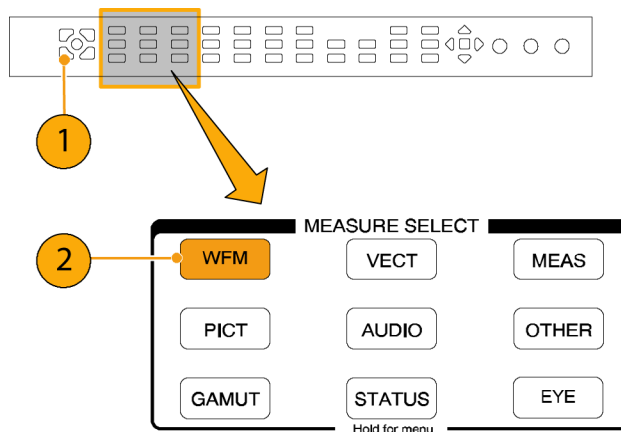 1
MEASURE SELECT
2
WFM VECT MEAS
PICT AUDIO OTHER
GAMUT STATUS EYE
Hold for menu